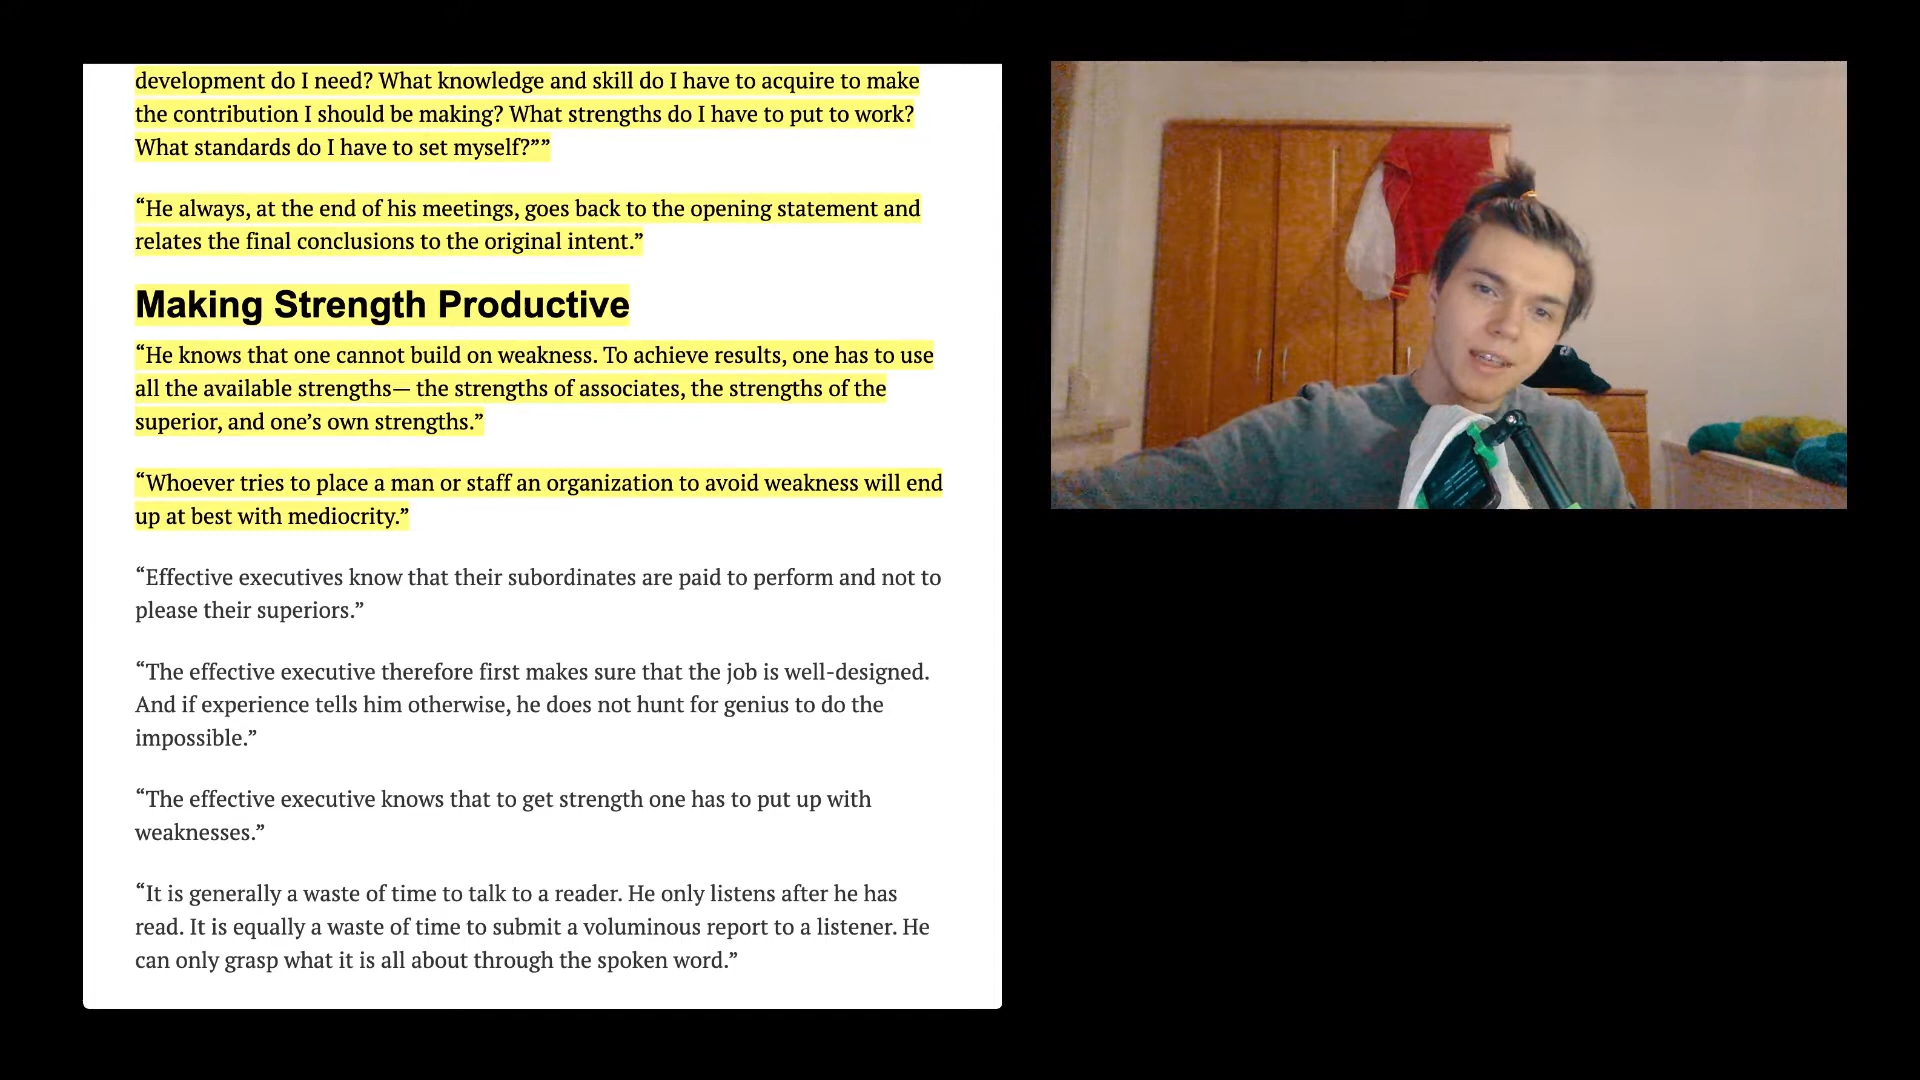 development do I need? What knowledge and skill do I have to acquire to make
the contribution I should be making? What strengths do I have to put to work?
What standards do I have to set myself?””
“He always, at the end of his meetings, goes back to the opening statement and
relates the final conclusions to the original intent.”
Making Strength Productive
“He knows that one cannot build on weakness. To achieve results, one has to use
all the available strengths— the strengths of associates, the strengths of the
superior, and one’s own strengths.”
“Whoever tries to place a man or staff an organization to avoid weakness will end
up at best with mediocrity.”
“Effective executives know that their subordinates are paid to perform and not to
please their superiors.”
“The effective executive therefore first makes sure that the job is well-designed.
And if experience tells him otherwise, he does not hunt for genius to do the
impossible.”
“The effective executive knows that to get strength one has to put up with
weaknesses.”
“It is generally a waste of time to talk to a reader. He only listens after he has
read. It is equally a waste of time to submit a voluminous report to a listener. He
can only grasp what it is all about through the spoken word.”